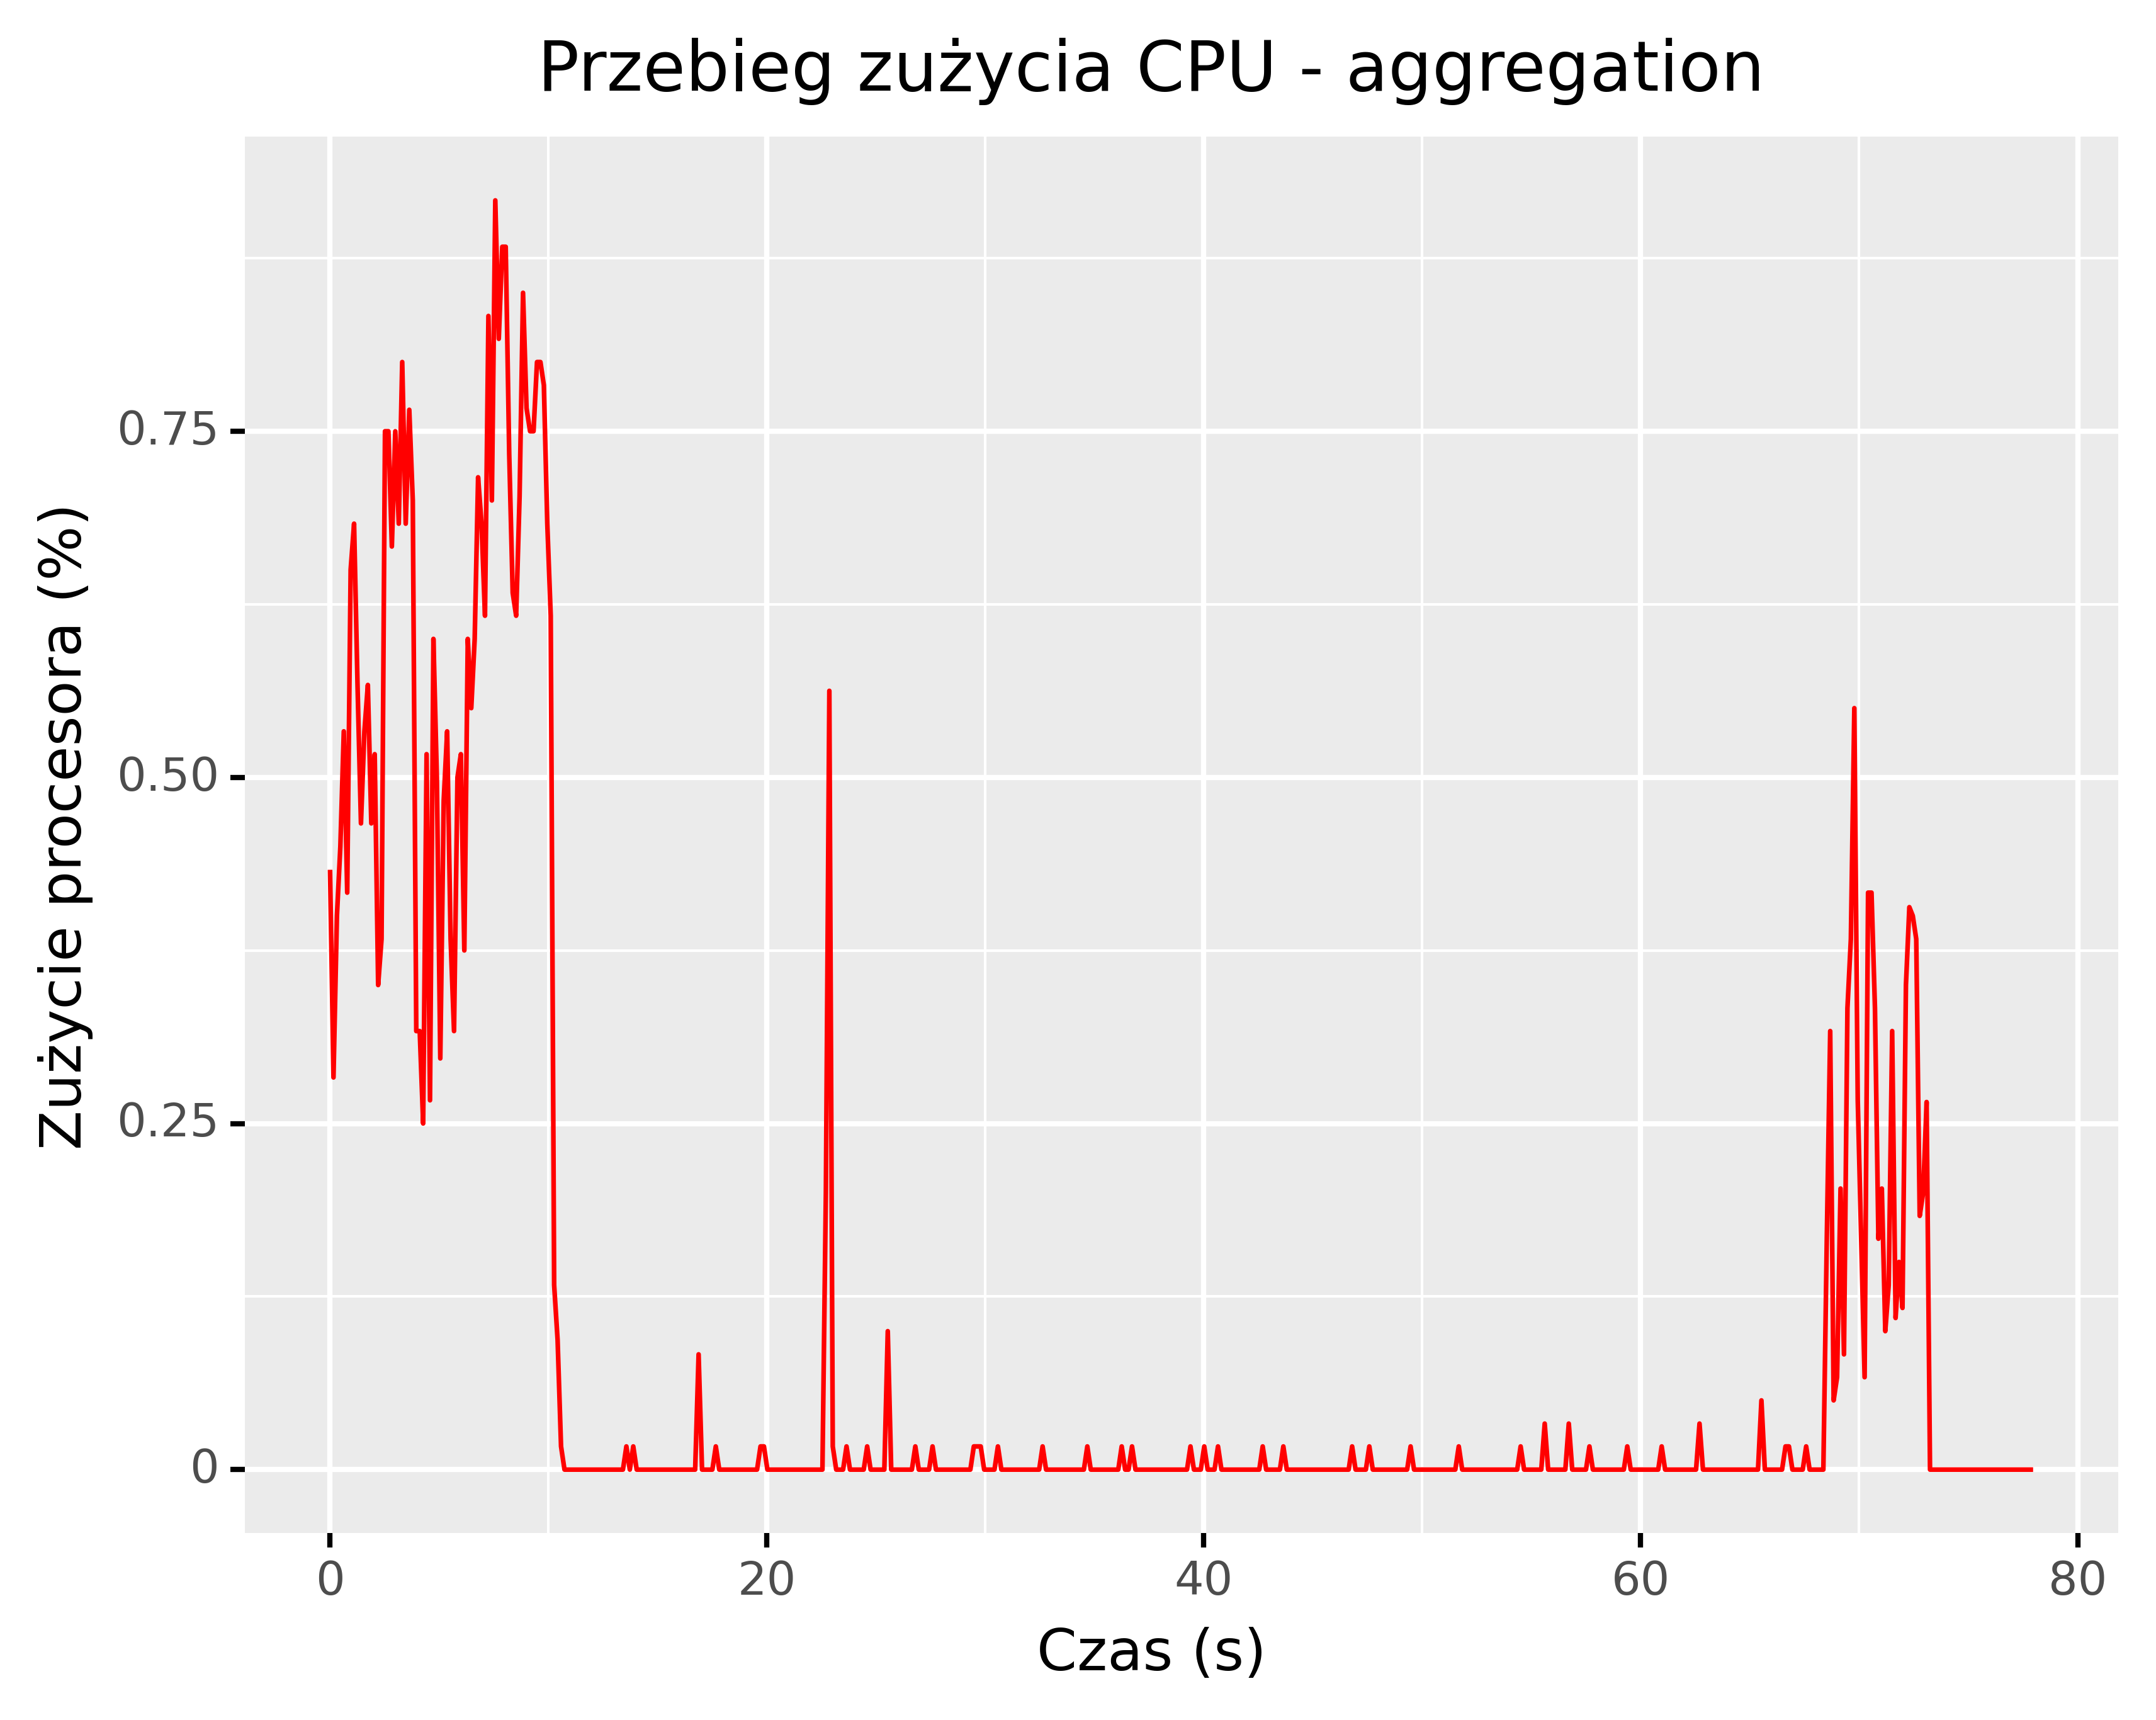 Przebieg zużycia CPU - aggregation
Zużycie procesora (%)
0.75
0.50
0.25
0
0 20 40 60 80
Czas (s)